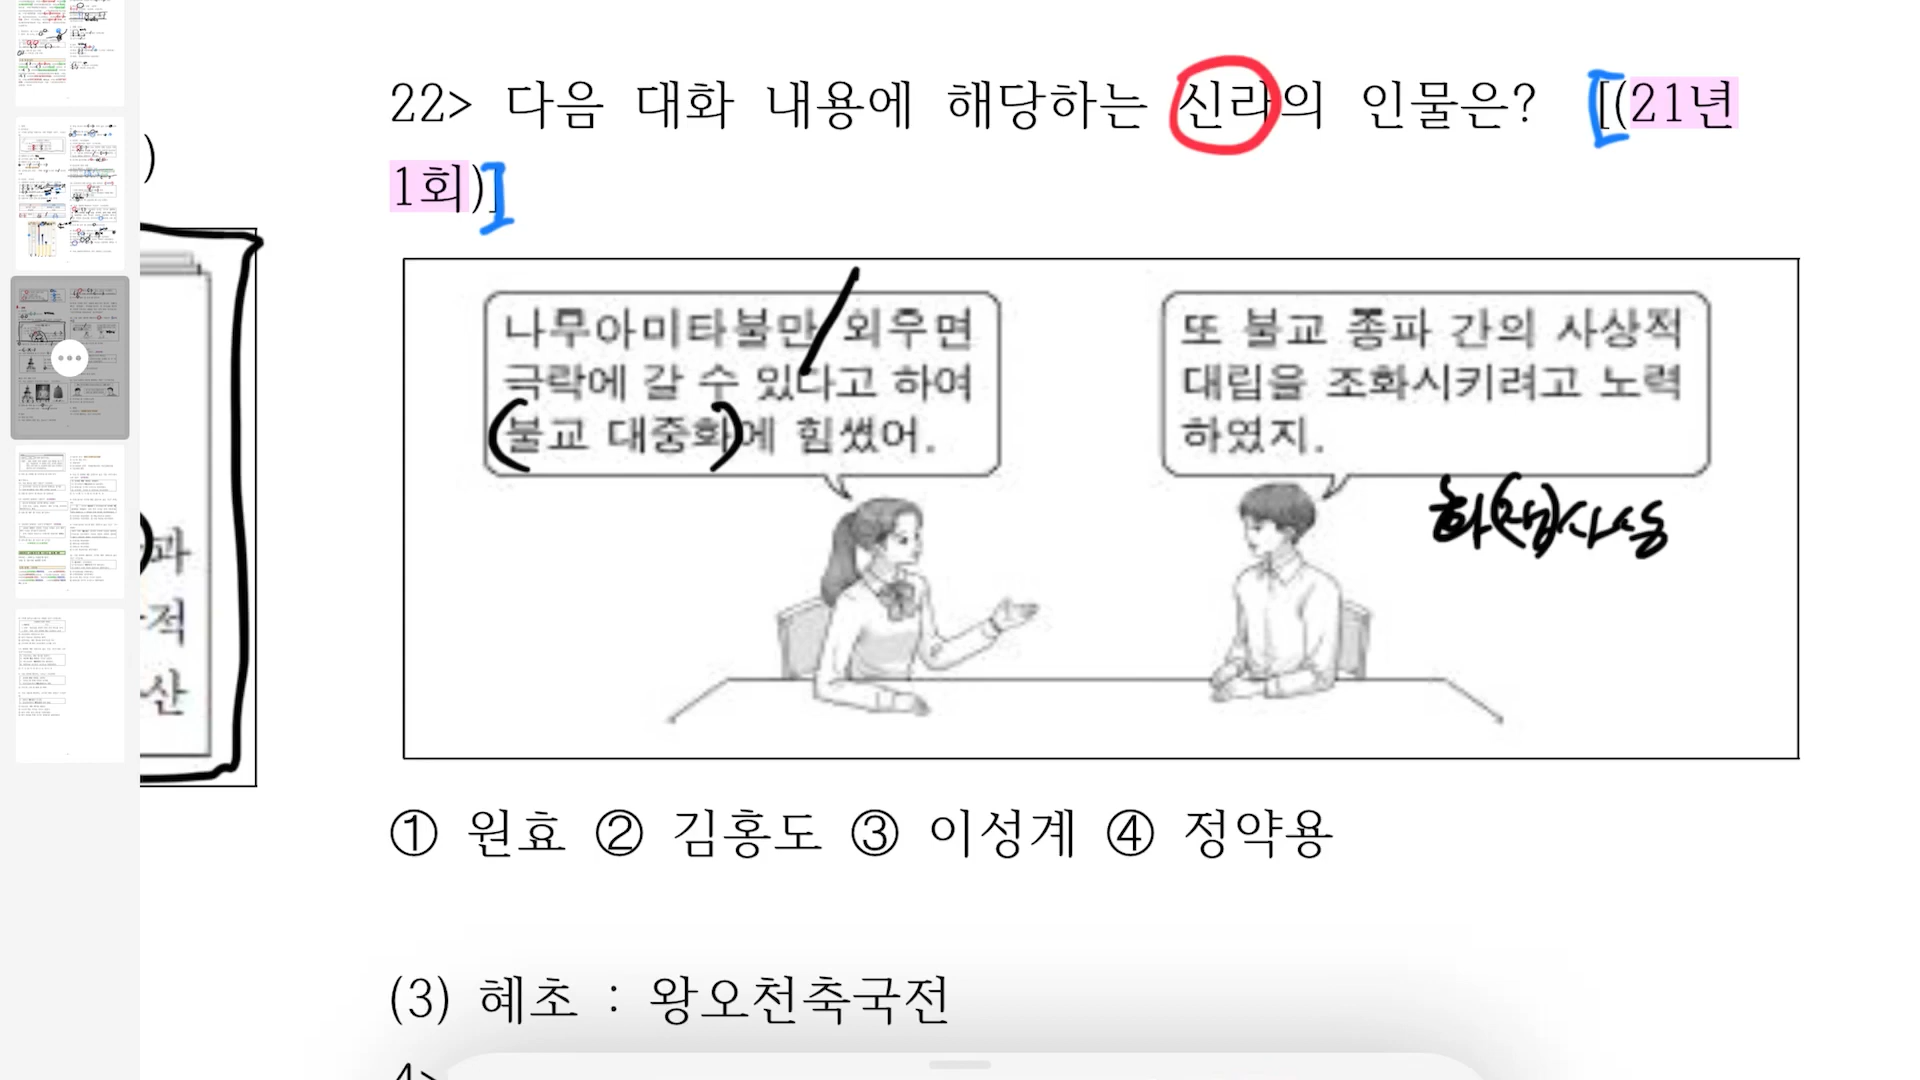 22> 다음 대화 내용에 해당하는 신라의 인물은? [(21년
1회)]
나무아미타불만 외우면
극락에 갈 수 있다고 하여
불교 대중화에 힘썼어.
또 불교 종파 간의 사상적
대립을 조화시키려고 노력
하였지.
화(쟁)사상
)
과
적
산
① 원효 ② 김홍도 ③ 이성계 ④ 정약용
(3) 혜초 : 왕오천축국전
4>